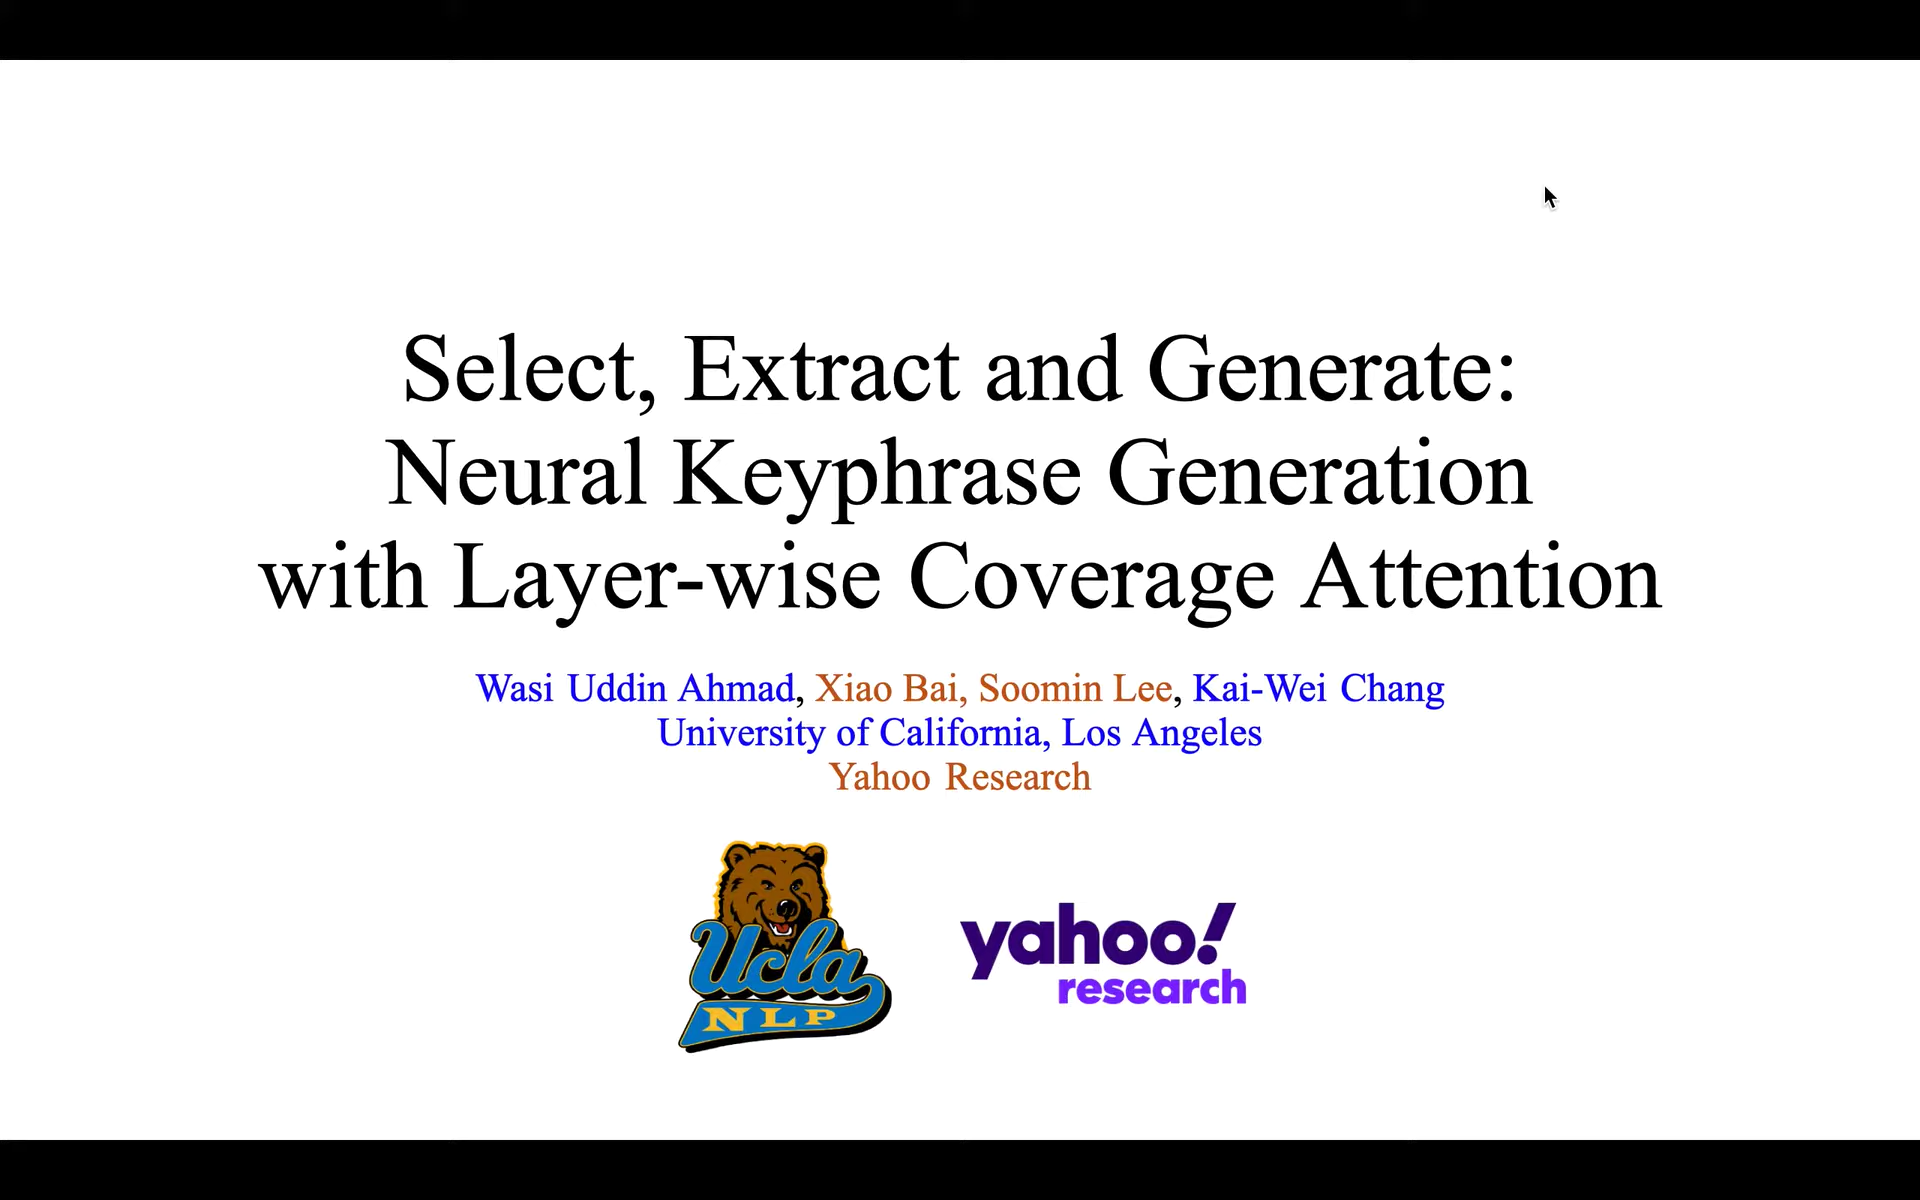 Select, Extract and Generate:
Neural Keyphrase Generation
with Layer-wise Coverage Attention
Wasi Uddin Ahmad, Xiao Bai, Soomin Lee, Kai-Wei Chang
University of California, Los Angeles
Yahoo Research
Ucla
NLP
yahoo!
research